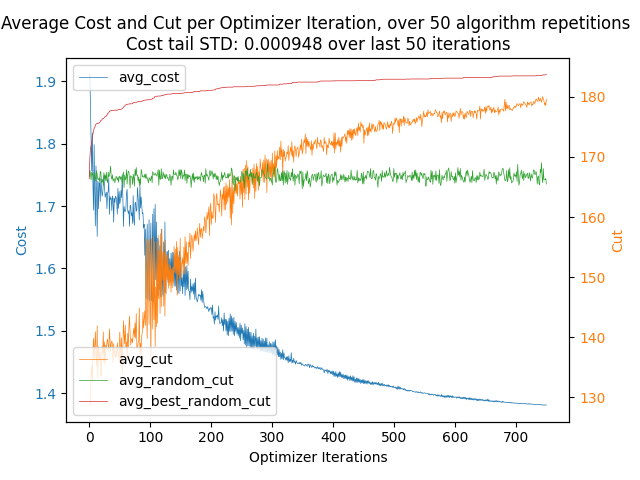 Average Cost and Cut per Optimizer Iteration, over 50 algorithm repetitions
Cost tail STD: 0.000948 over last 50 iterations
avg_cost
1.9
1.8
1.7
1.6
1.5
1.4
Cost
180
170
160
150
140
130
Cut
avg_cut
avg_random_cut
avg_best_random_cut
0 100 200 300 400 500 600 700
Optimizer Iterations